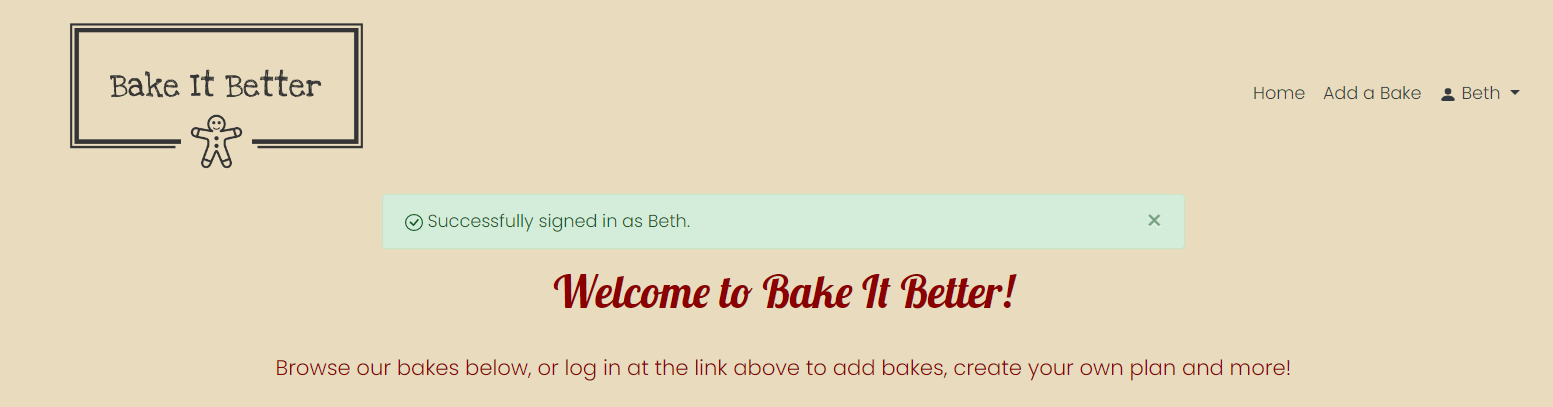 Bake It Better
Home Add a Bake Beth
Successfully signed in as Beth. ×
Welcome to Bake It Better!
Browse our bakes below, or log in at the link above to add bakes, create your own plan and more!